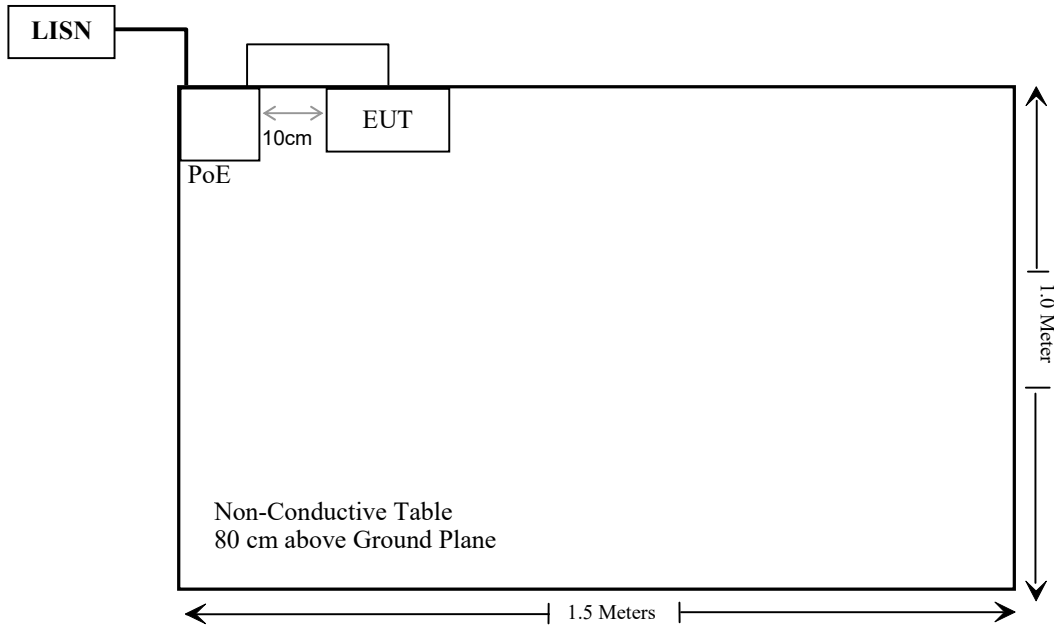 LISN
EUT
10cm
PoE
1.0 Meter
Non-Conductive Table
80 cm above Ground Plane
1.5 Meters